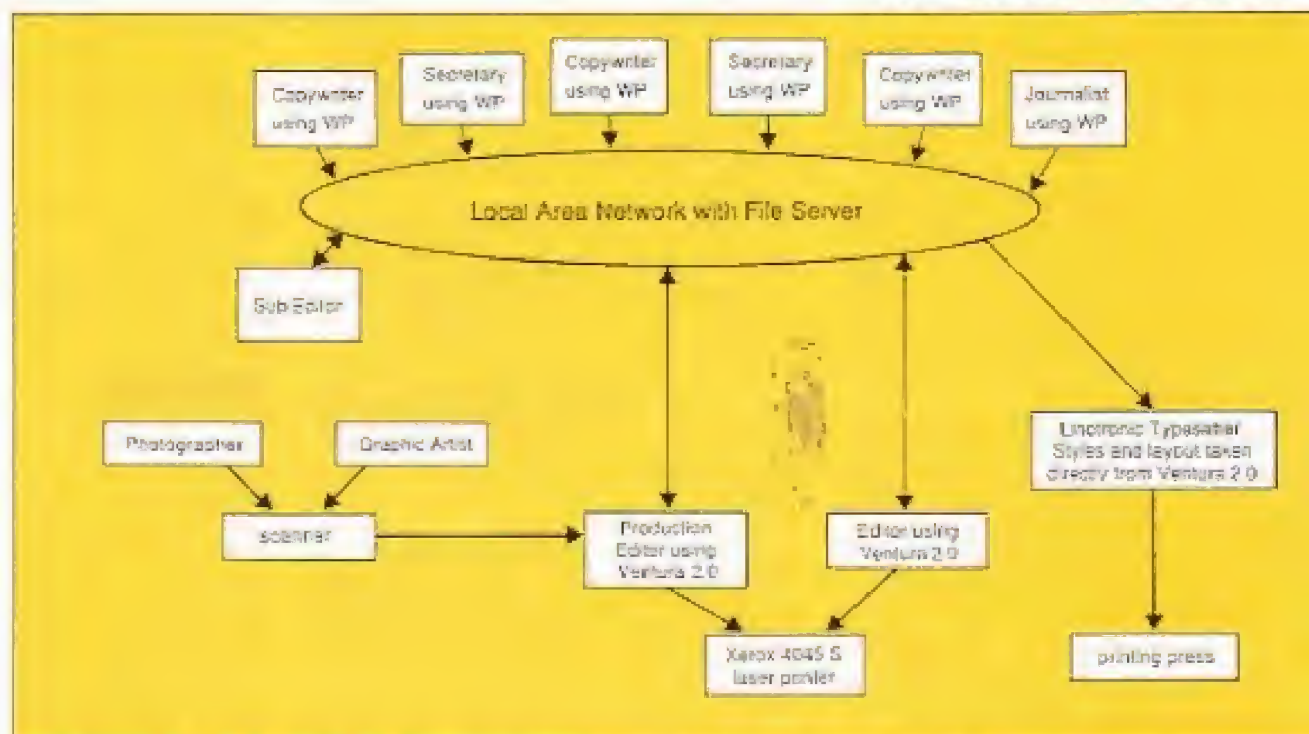 Copywriter
using WP
Secretary
using WP
Copywriter
using WP
Secretary
using WP
Copywriter
using WP
Journalist
using WP
Local Area Network with File Server
Sub Editor
Photographer
Graphic Artist
scanner
Production
Editor using
Ventura 2.0
Editor using
Ventura 2.0
Linotronic Typesetter
Styles and layout taken
directly from Ventura 2.0
Xerox 4045 &
laser printer
printing press